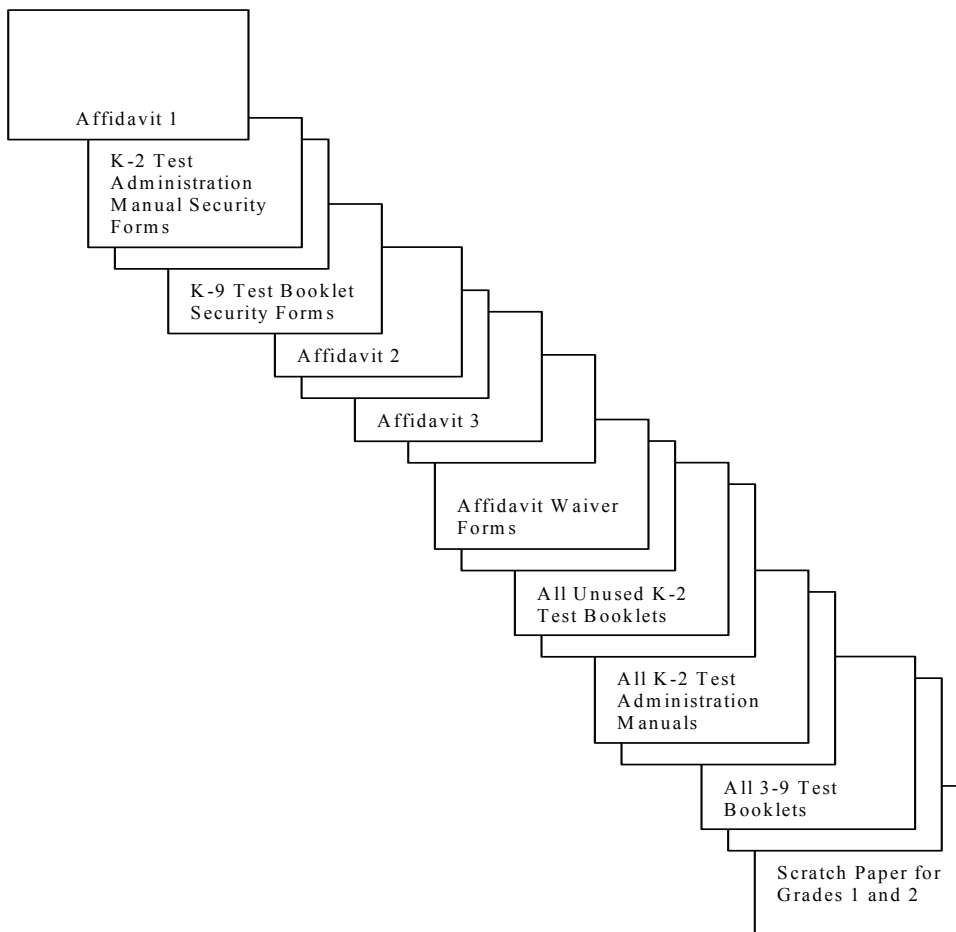 Affidavit 1
K-2 Test
Administration
Manual Security
Forms
K-9 Test Booklet
Security Forms
Affidavit 2
Affidavit 3
Affidavit Waiver
Forms
All Unused K-2
Test Booklets
All K-2 Test
Administration
Manuals
All 3-9 Test
Booklets
Scratch Paper for
Grades 1 and 2